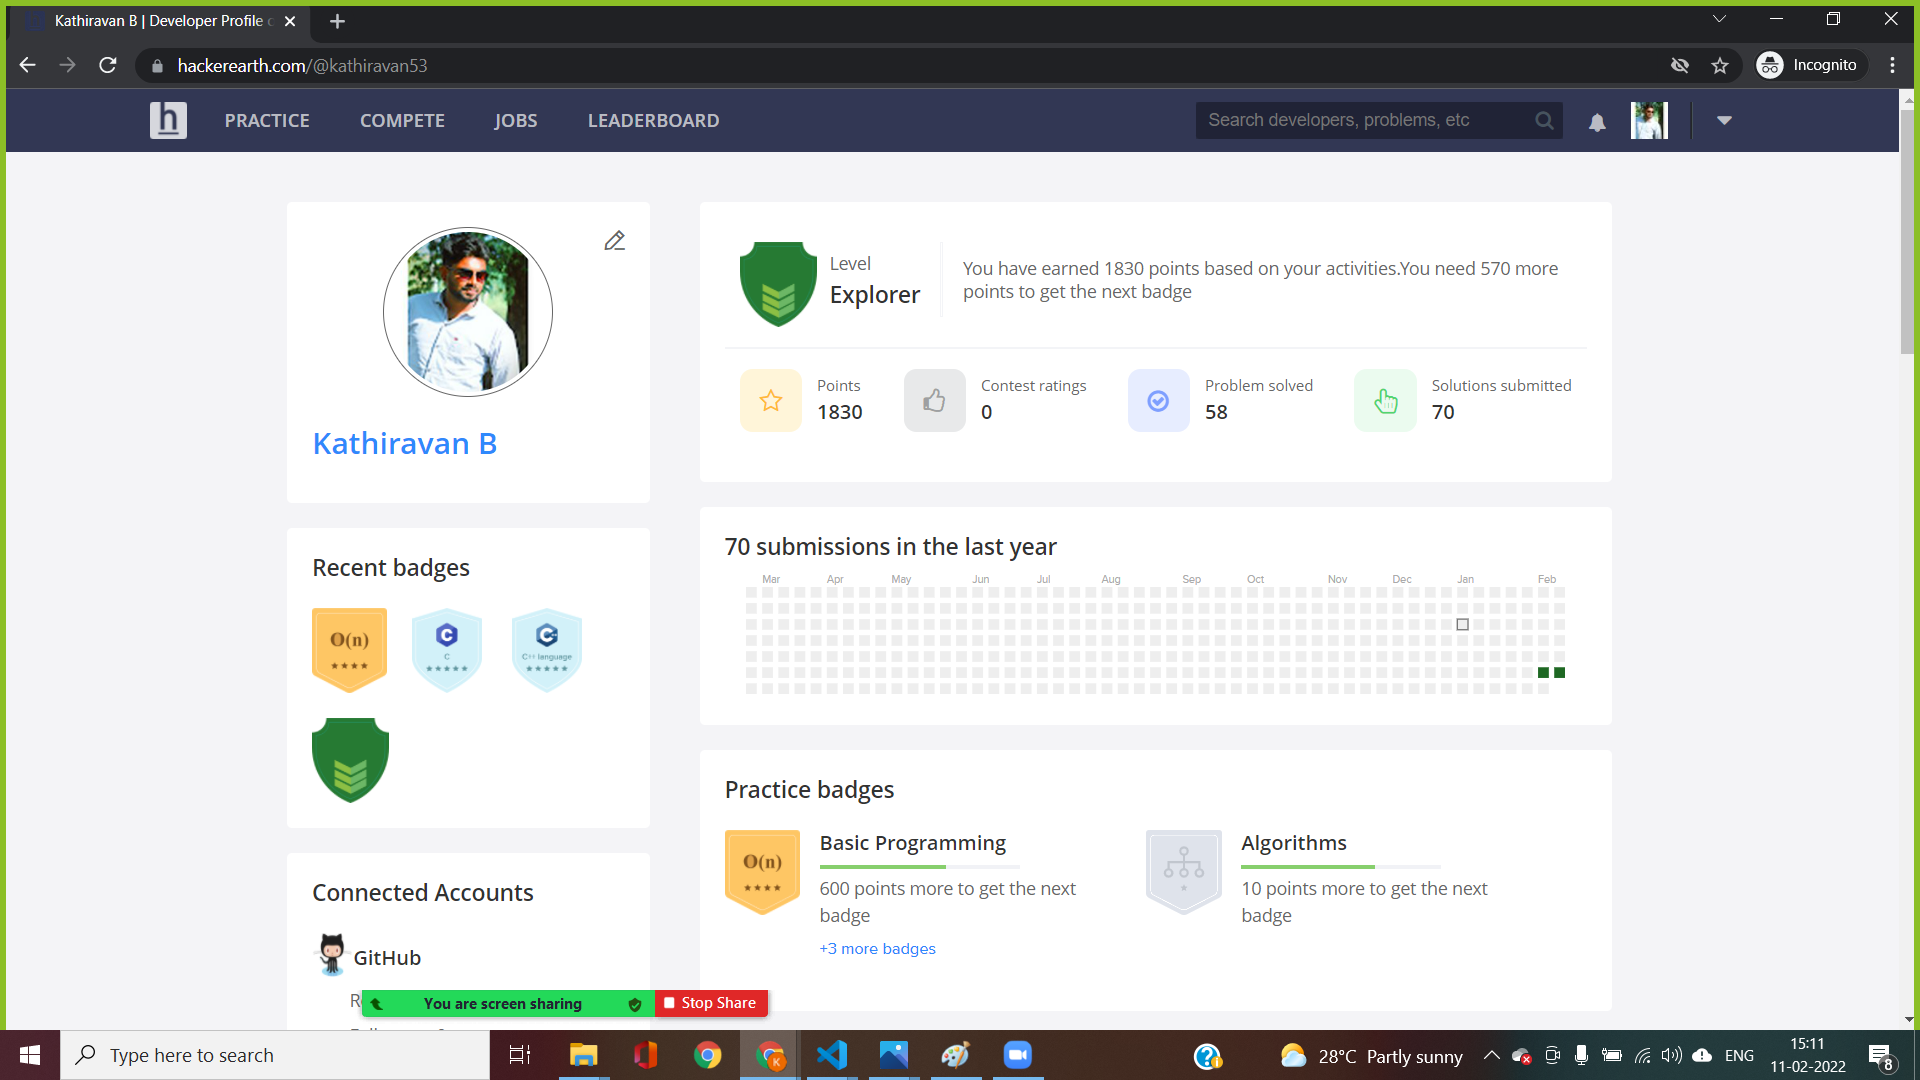 Kathiravan B | Developer Profile
hackerearth.com/@kathiravan53
Incognito
h
PRACTICE
COMPETE
JOBS
LEADERBOARD
Search developers, problems, etc
Kathiravan B
Level
Explorer
You have earned 1830 points based on your activities.You need 570 more
points to get the next badge
Points
1830
Contest ratings
0
Problem solved
58
Solutions submitted
70
Recent badges
O(n)
C
C
C++
C++ language
70 submissions in the last year
Mar Apr May Jun Jul Aug Sep Oct Nov Dec Jan Feb
Practice badges
O(n)
Basic Programming
600 points more to get the next
badge
+3 more badges
Algorithms
10 points more to get the next
badge
Connected Accounts
GitHub
You are screen sharing
Stop Share
Type here to search
K
28°C Partly sunny
ENG
15:11
11-02-2022
8